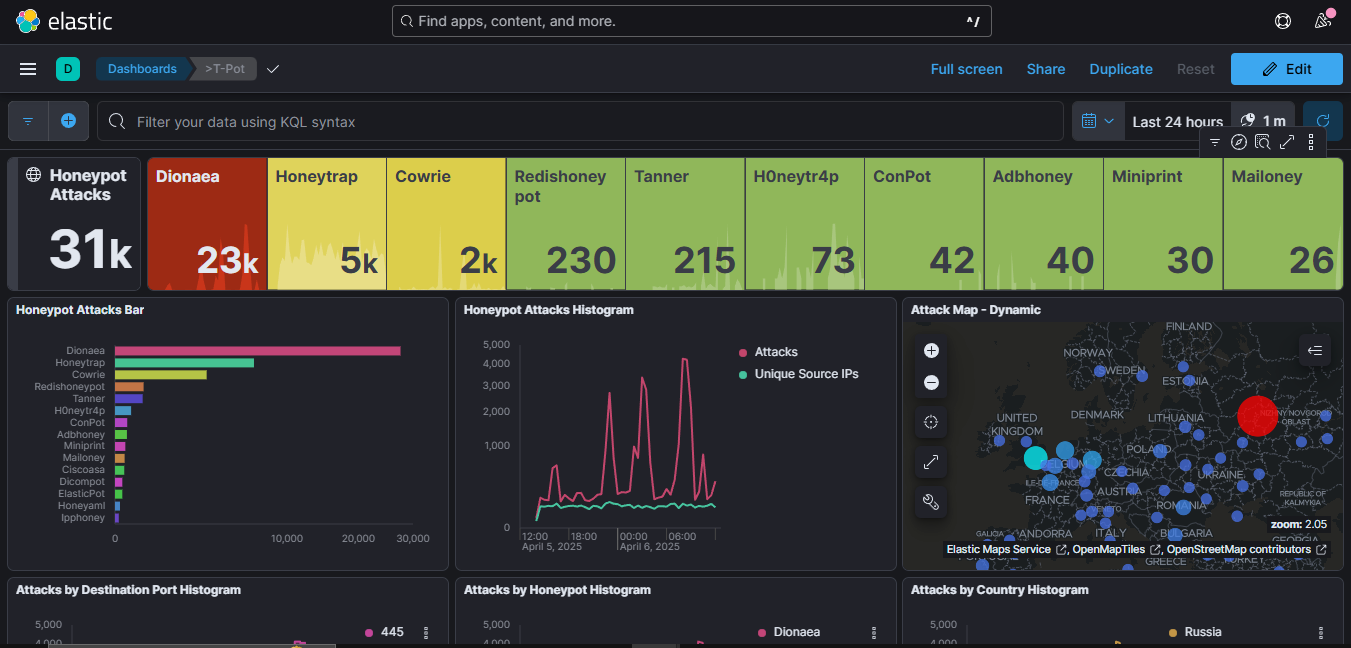 elastic
Find apps, content, and more.
^/
D
Dashboards
>T-Pot
Full screen
Share
Duplicate
Reset
Edit
Filter your data using KQL syntax
Last 24 hours
1 m
Honeypot
Attacks
31k
Dionaea
23k
Honeytrap
5k
Cowrie
2k
Redishoney
pot
230
Tanner
215
H0neytr4p
73
ConPot
42
Adbhoney
40
Miniprint
30
Mailoney
26
Honeypot Attacks Bar
Dionaea
Honeytrap
Cowrie
Redishoneypot
Tanner
H0neytr4p
ConPot
Adbhoney
Miniprint
Mailoney
Ciscoasa
Dicompot
ElasticPot
Honeyaml
Ipphoney
0
10,000
20,000
30,000
Honeypot Attacks Histogram
5,000
4,000
3,000
2,000
1,000
0
12:00
18:00
00:00
06:00
April 5, 2025
April 6, 2025
Attacks
Unique Source IPs
Attack Map - Dynamic
FINLAND
NORWAY
SWEDEN
ESTONIA
UNITED
KINGDOM
DENMARK
LITHUANIA
NIZHNY NOVGOROD
OBLAST
BELGIUM
POLAND
ILE-DE-FRANCE
CZECHIA
UKRAINE
FRANCE
AUSTRIA
REPUBLIC OF
KALMYKIA
VENETO
ROMANIA
GALICIA
ANDORRA
ITALY
BULGARIA
GEORGIA
PORTUGAL
GREECE
TURKEY
zoom: 2.05
Elastic Maps Service , OpenMapTiles , OpenStreetMap contributors
Attacks by Destination Port Histogram
5,000
4,000
445
Attacks by Honeypot Histogram
5,000
4,000
Dionaea
Attacks by Country Histogram
5,000
4,000
Russia